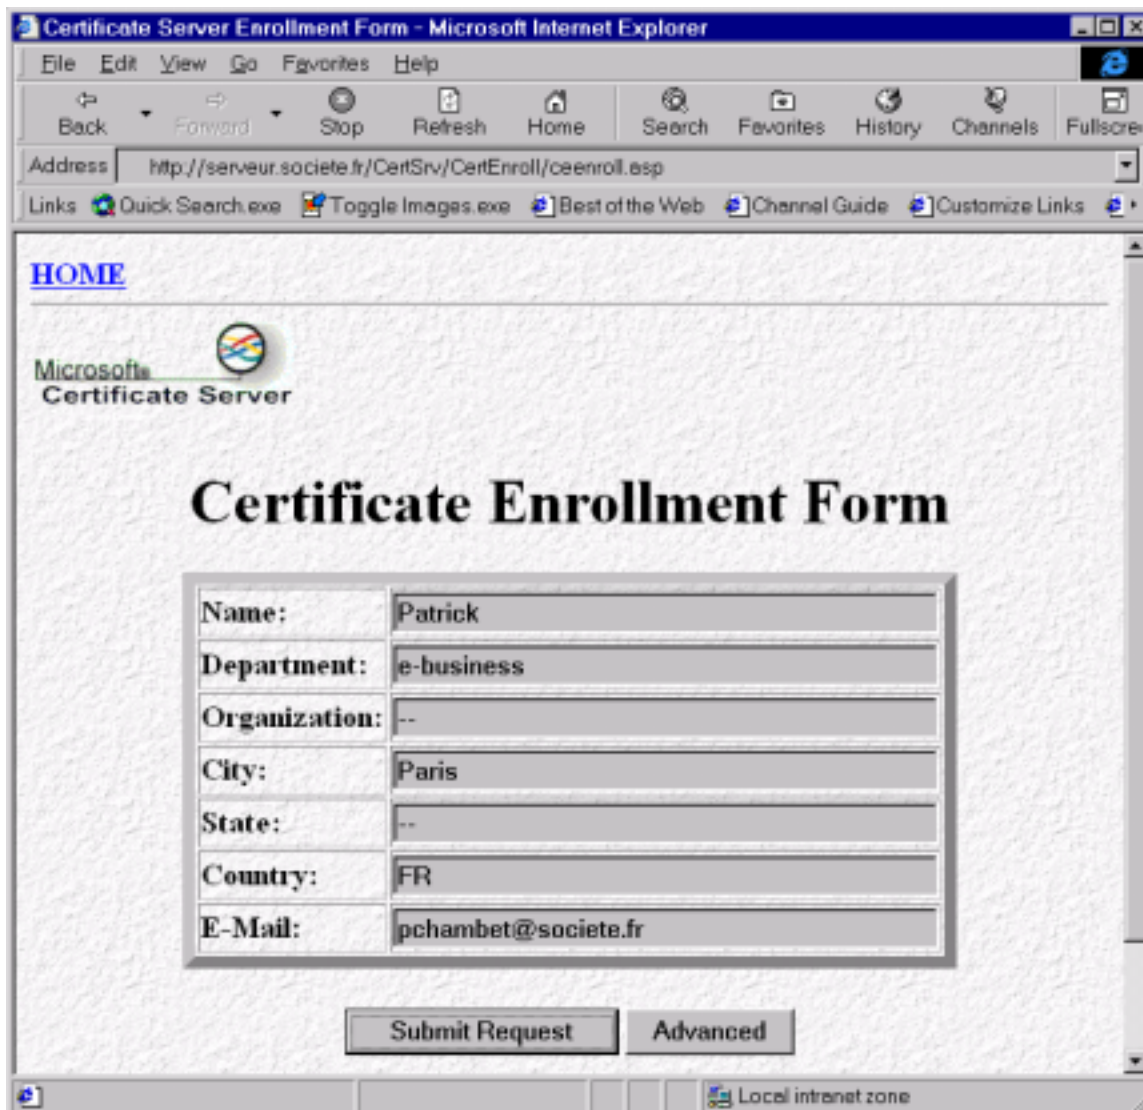 Certificate Server Enrollment Form - Microsoft Internet Explorer
File Edit View Go Favorites Help
Back Forward Stop Refresh Home Search Favorites History Channels Fullscre
Address http://serveur.societe.fr/CertSrv/CertEnroll/ceenroll.asp
Links Quick Search.exe Toggle Images.exe Best of the Web Channel Guide Customize Links
HOME
Microsoft®
Certificate Server
Certificate Enrollment Form
Name: Patrick
Department: e-business
Organization: --
City: Paris
State: --
Country: FR
E-Mail: pchambet@societe.fr
Submit Request Advanced
Local intranet zone